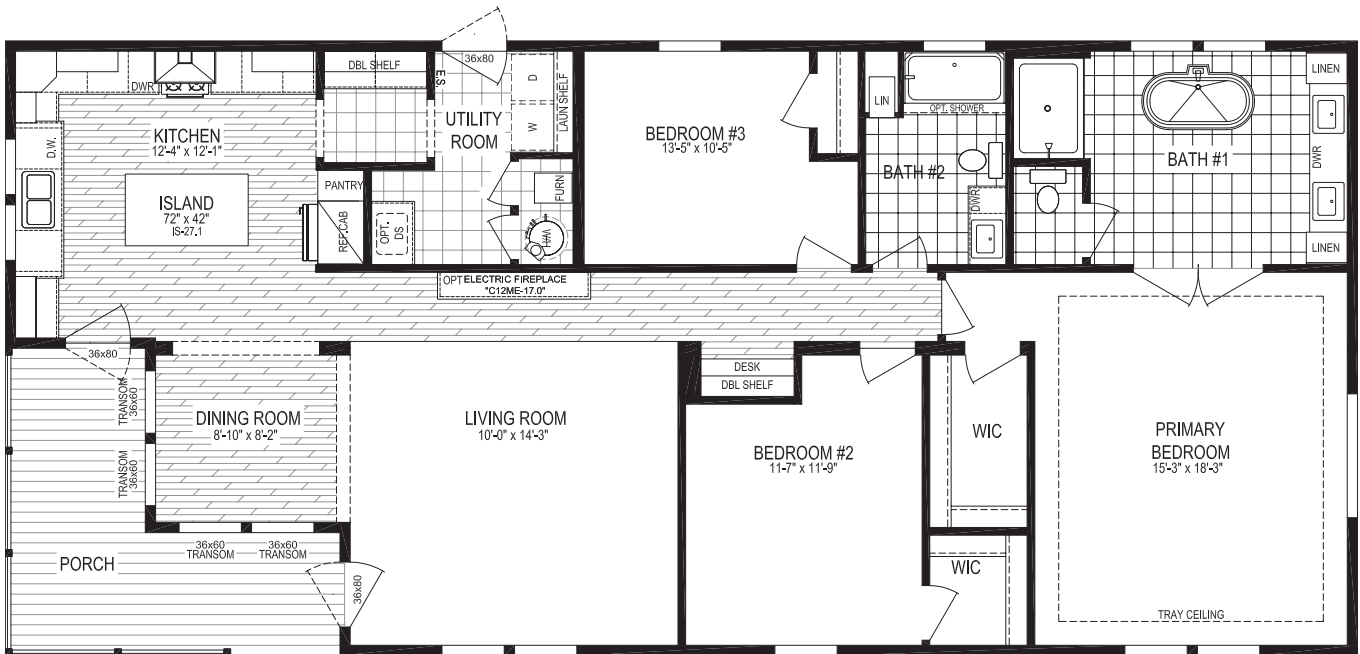 36x80
DBL SHELF
E.S.
D
W
LAUN SHELF
DWR
KITCHEN
12'-4" x 12'-1"
D.W.
ISLAND
72" x 42"
IS-27.1
UTILITY
ROOM
PANTRY
REF.CAB
OPT.
DS
FURN
W/H
BEDROOM #3
13'-5" x 10'-5"
LIN
OPT. SHOWER
BATH #2
DWR
BATH #1
LINEN
DWR
LINEN
OPT ELECTRIC FIREPLACE
"C12ME-17.0"
36x80
TRANSOM
36x60
TRANSOM
36x60
DINING ROOM
8'-10" x 8'-2"
36x60
TRANSOM
36x60
TRANSOM
PORCH
36x80
LIVING ROOM
10'-0" x 14'-3"
DESK
DBL SHELF
BEDROOM #2
11'-7" x 11'-9"
WIC
WIC
PRIMARY
BEDROOM
15'-3" x 18'-3"
TRAY CEILING